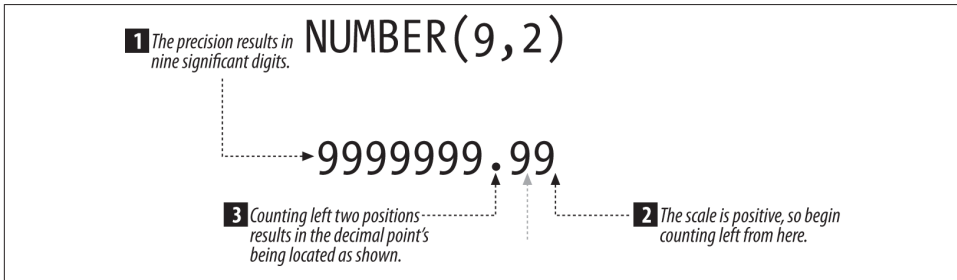 NUMBER(9,2)
1 The precision results in
nine significant digits.
9999999.99
3 Counting left two positions
results in the decimal point's
being located as shown.
2 The scale is positive, so begin
counting left from here.